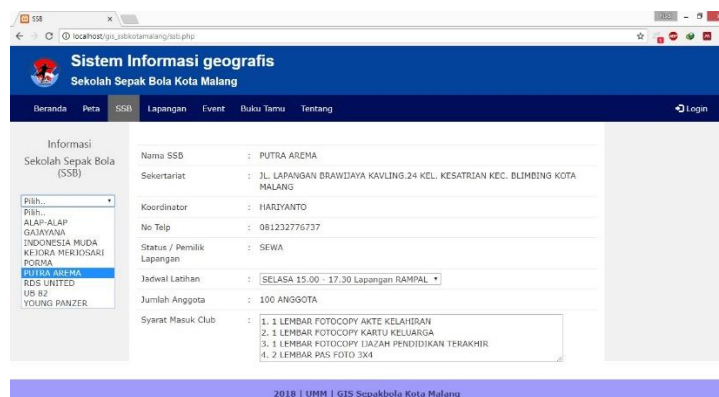 SSB
localhost/gis_ssbkotamalang/ssb.php
Sistem Informasi geografis
Sekolah Sepak Bola Kota Malang
Beranda Peta SSB Lapangan Event Buku Tamu Tentang Login
Informasi
Sekolah Sepak Bola
(SSB)
Pilih..
Pilih..
ALAP-ALAP
GAJAYANA
INDONESIA MUDA
KEJORA MERJOSARI
PORMA
PUTRA AREMA
RDS UNITED
UB 82
YOUNG PANZER
Nama SSB : PUTRA AREMA
Sekertariat : JL. LAPANGAN BRAWIJAYA KAVLING.24 KEL. KESATRIAN KEC. BLIMBING KOTA
MALANG
Koordinator : HARIYANTO
No Telp : 081232776737
Status / Pemilik : SEWA
Lapangan
Jadwal Latihan : SELASA 15.00 - 17.30 Lapangan RAMPAL
Jumlah Anggota : 100 ANGGOTA
Syarat Masuk Club : 1. 1 LEMBAR FOTOCOPY AKTE KELAHIRAN
2. 1 LEMBAR FOTOCOPY KARTU KELUARGA
3. 1 LEMBAR FOTOCOPY IJAZAH PENDIDIKAN TERAKHIR
4. 2 LEMBAR PAS FOTO 3X4
2018 | UMM | GIS Sepakbola Kota Malang